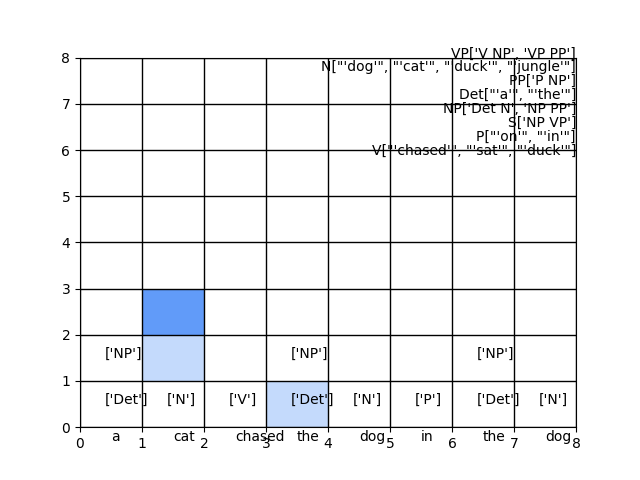 VP['V NP', 'VP PP']
8
N["'dog'", "'cat'", "'duck'", "'jungle'"]
PP['P NP']
Det["'a'", "'the'"]
7
NP['Det N', 'NP PP']
S['NP VP']
P["'on'", "'in'"]
6
V["'chased'", "'sat'", "'duck'"]
5
4
3
2
['NP'] ['NP'] ['NP']
1
['Det'] ['N'] ['V'] ['Det'] ['N'] ['P'] ['Det'] ['N']
0
a cat chased the dog in the dog
0 1 2 3 4 5 6 7 8